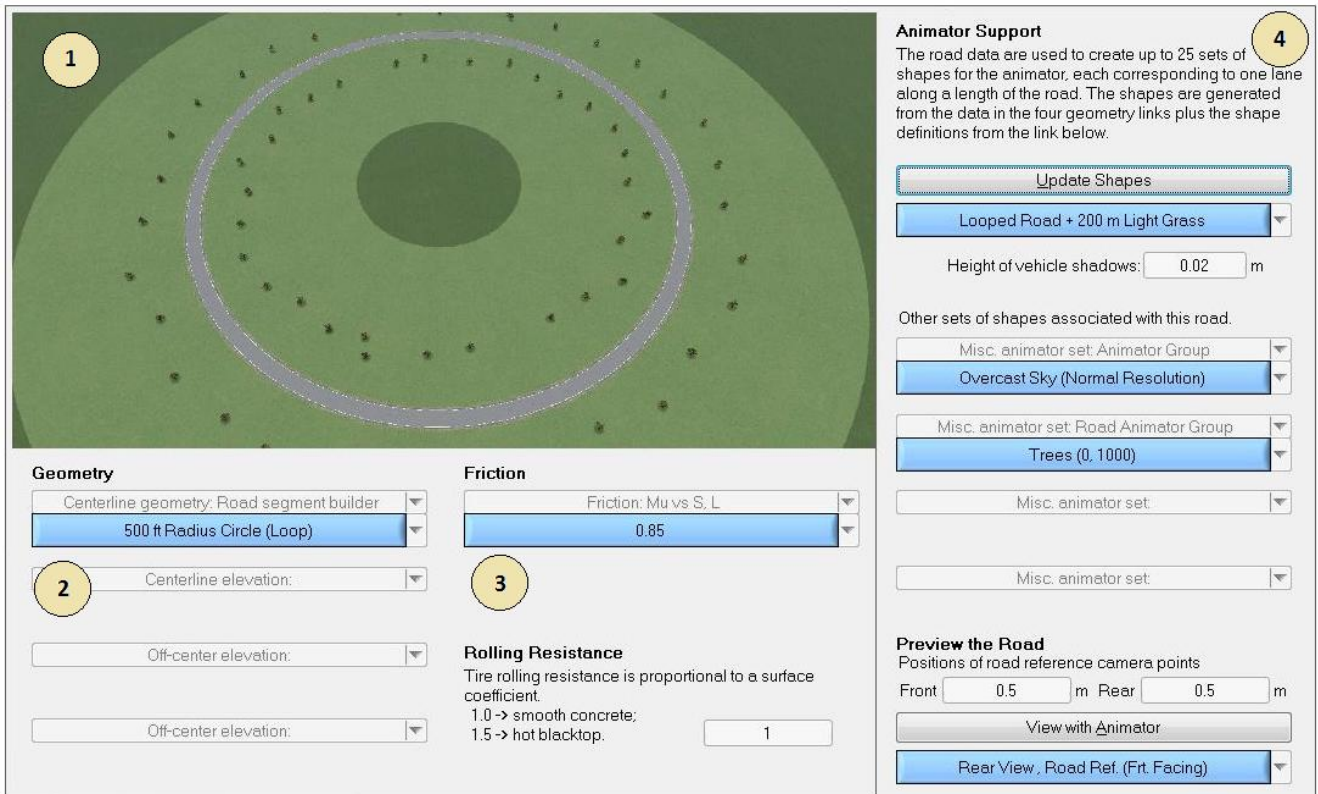 1
Geometry
Centerline geometry: Road segment builder
500 ft Radius Circle (Loop)
2
Centerline elevation:
Off-center elevation:
Off-center elevation:
Friction
Friction: Mu vs S, L
0.85
3
Rolling Resistance
Tire rolling resistance is proportional to a surface
coefficient.
1.0 -> smooth concrete;
1.5 -> hot blacktop.
1
Animator Support
4
The road data are used to create up to 25 sets of
shapes for the animator, each corresponding to one lane
along a length of the road. The shapes are generated
from the data in the four geometry links plus the shape
definitions from the link below.
Update Shapes
Looped Road + 200 m Light Grass
Height of vehicle shadows: 0.02 m
Other sets of shapes associated with this road.
Misc. animator set: Animator Group
Overcast Sky (Normal Resolution)
Misc. animator set: Road Animator Group
Trees (0, 1000)
Misc. animator set:
Misc. animator set:
Preview the Road
Positions of road reference camera points
Front 0.5 m Rear 0.5 m
View with Animator
Rear View , Road Ref. (Frt. Facing)